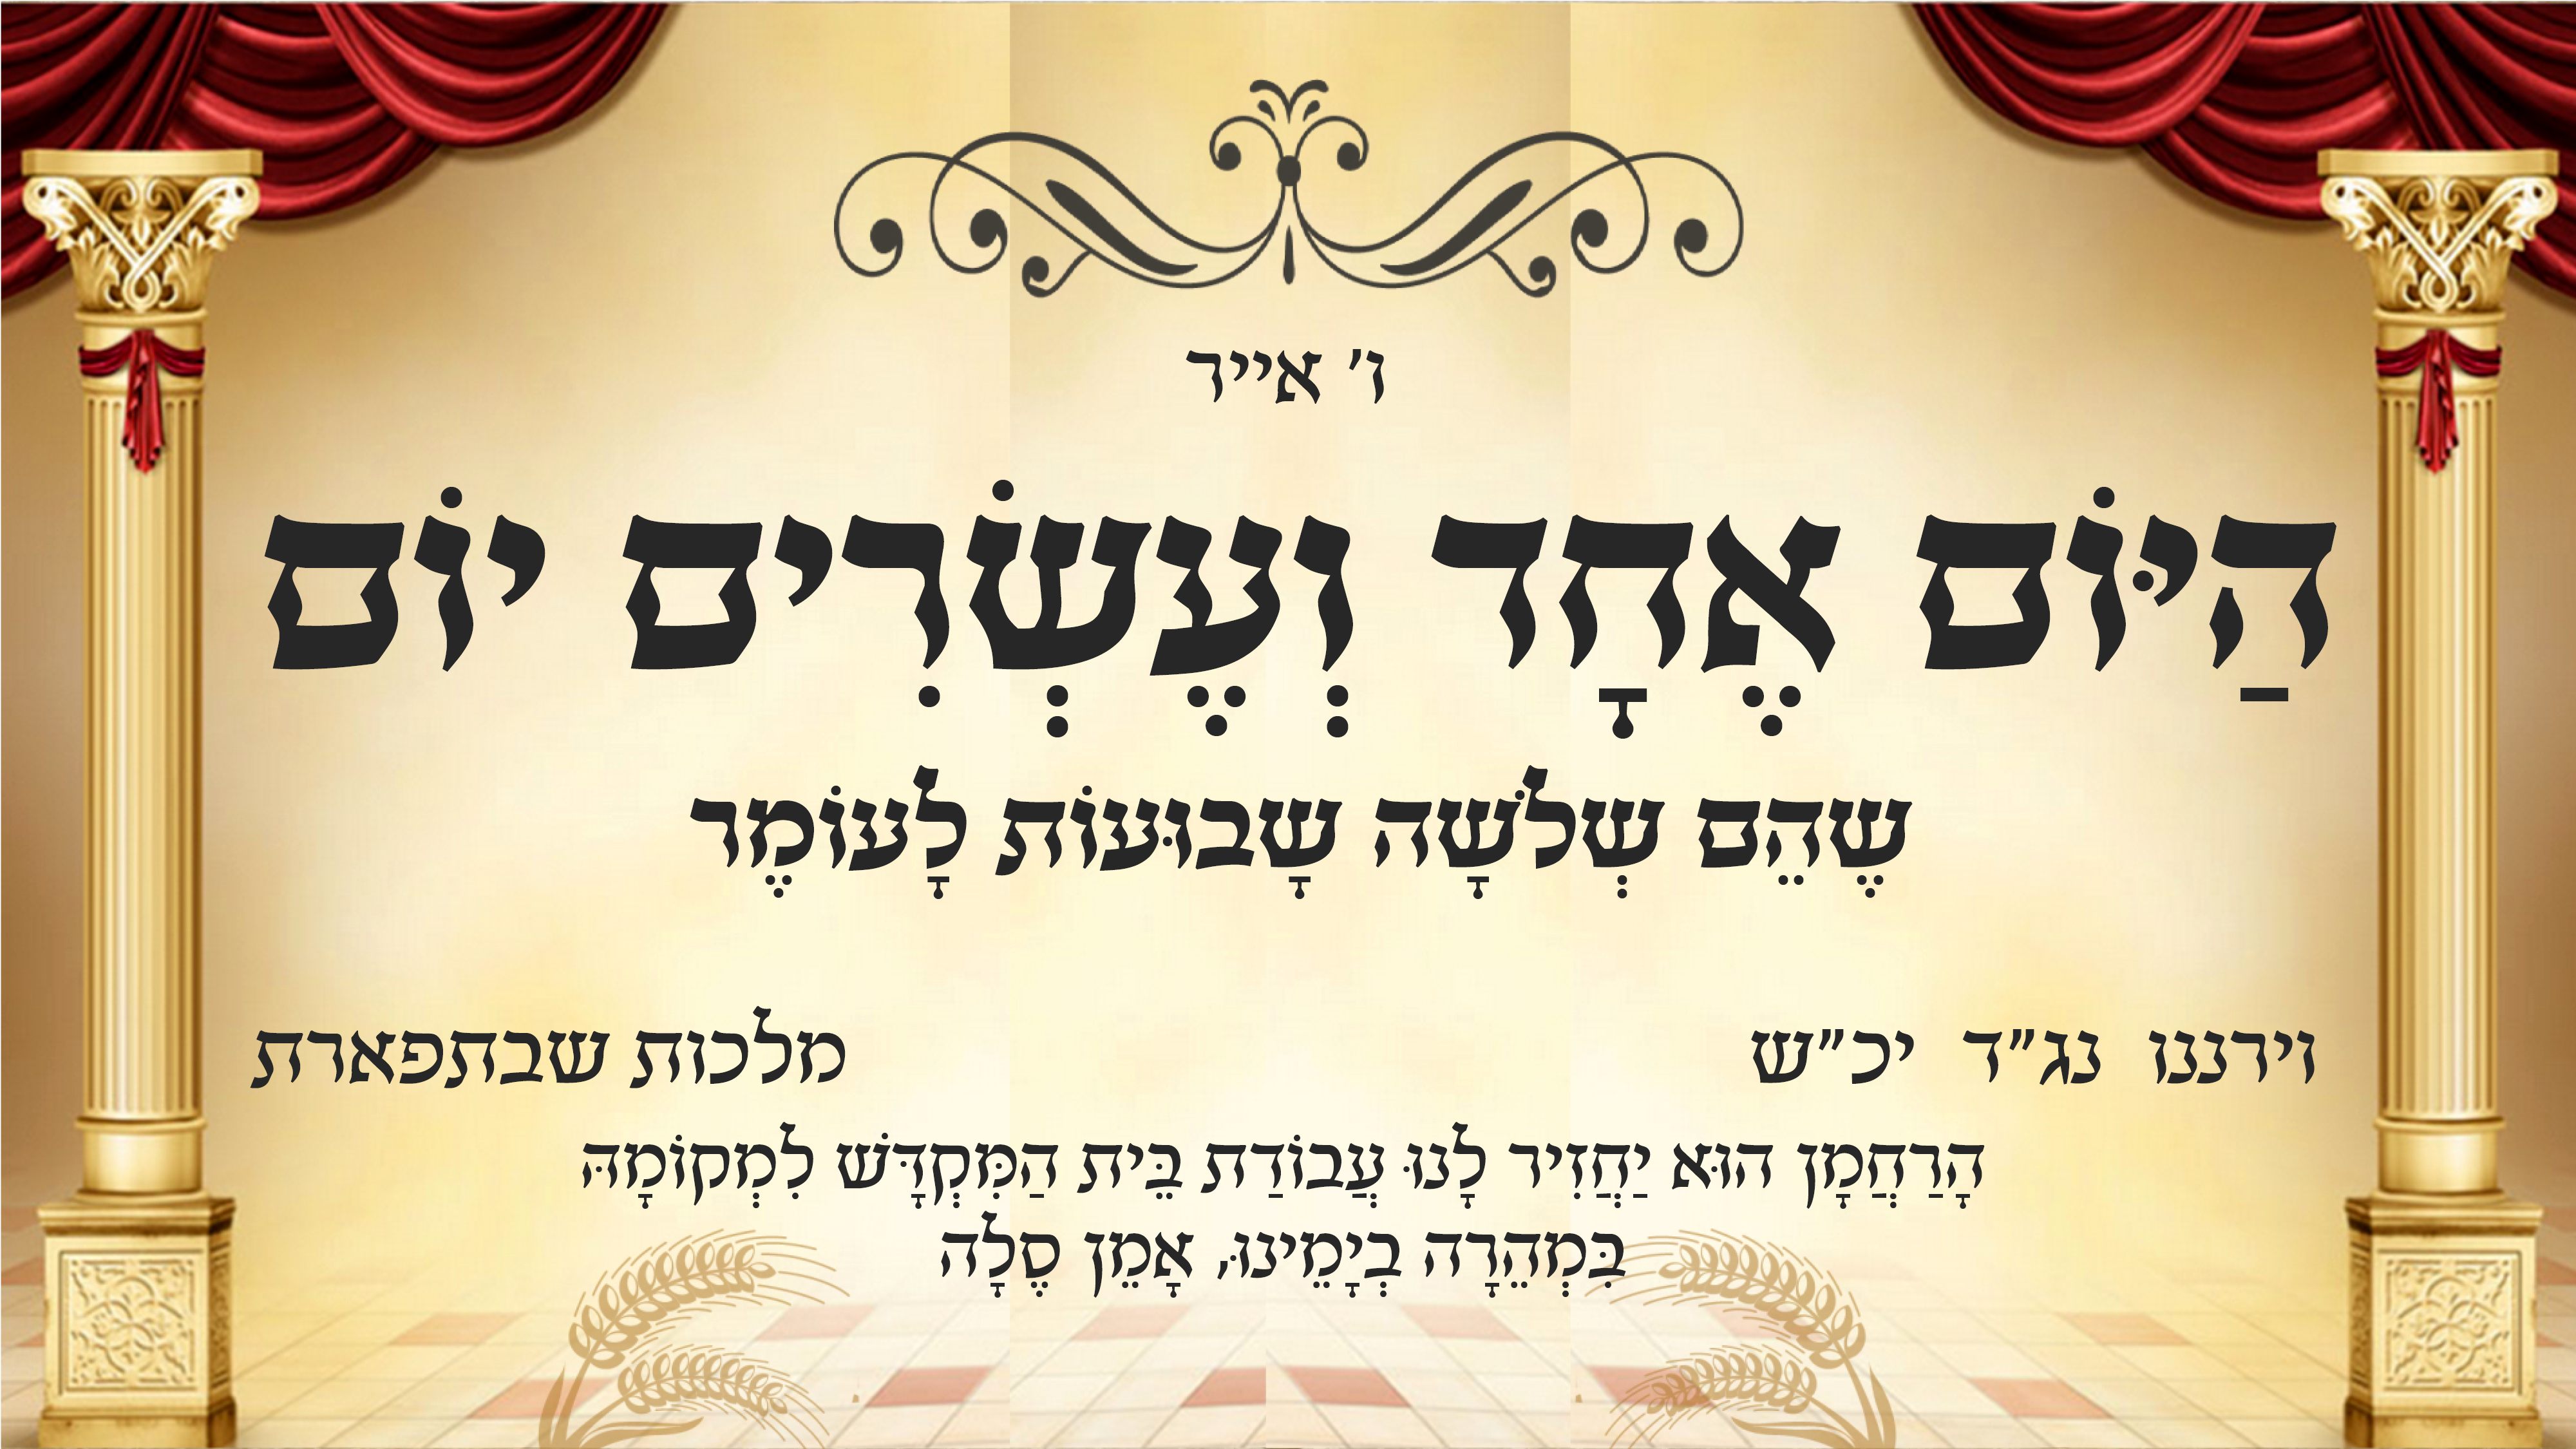 ו' אייר
הַיּוֹם אֶחָד וְעֶשְׂרִים יוֹם
שֶׁהֵם שְׁלֹשָׁה שָׁבוּעוֹת לָעוֹמֶר
וירננו נג"ד יכ"ש מלכות שבתפארת
הָרַחֲמָן הוּא יַחֲזִיר לָנוּ עֲבוֹדַת בֵּית הַמִּקְדָּשׁ לִמְקוֹמָהּ
בִּמְהֵרָה בְיָמֵינוּ, אָמֵן סֶלָה